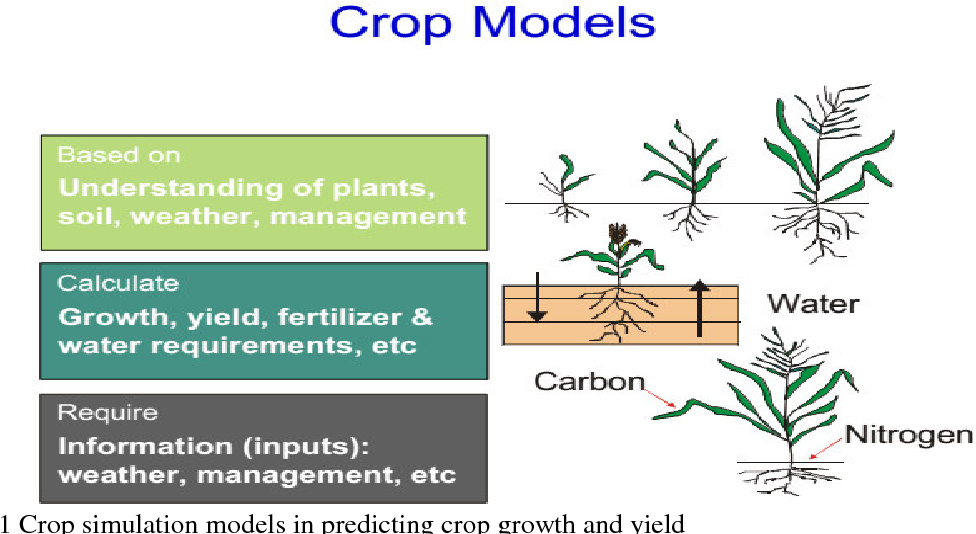 Crop Models
Based on
Understanding of plants,
soil, weather, management
Calculate
Growth, yield, fertilizer &
water requirements, etc
Require
Information (inputs):
weather, management, etc
Water
Carbon
Nitrogen
1 Crop simulation models in predicting crop growth and yield